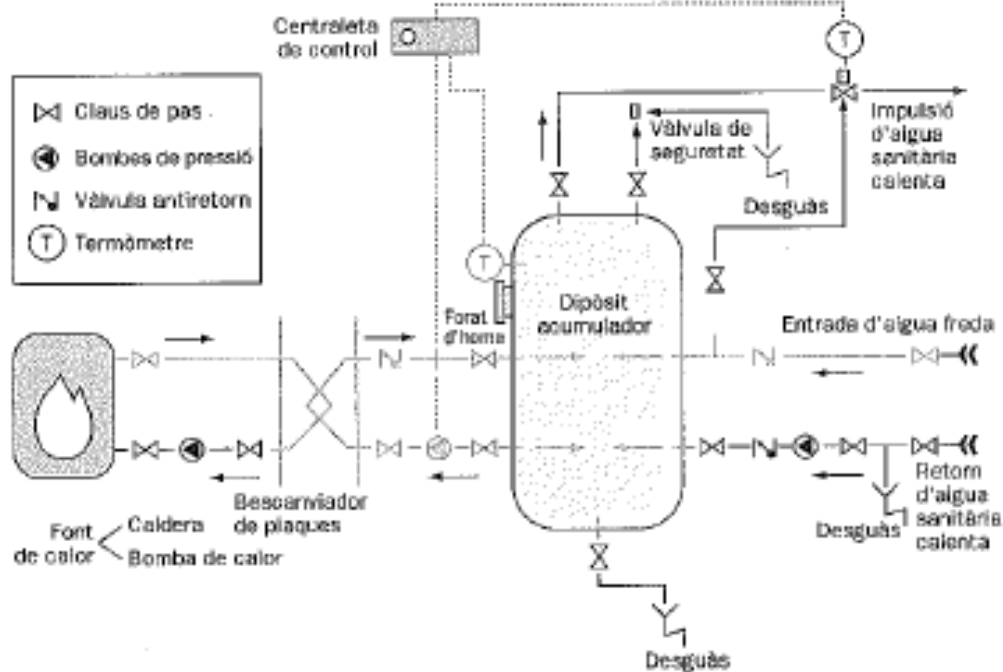 Centraleta
de control
T
Claus de pas
Bombes de pressió
Vàlvula antiretorn
T Termòmetre
Impulsió
d'aigua
sanitària
calenta
Vàlvula de
seguretat
Desguàs
T
Forat
d'home
Dipòsit
acumulador
Entrada d'aigua freda
Bescanviador
de plaques
Font
de calor
Caldera
Bomba de calor
Retorn
d'aigua
sanitària
calenta
Desguàs
Desguàs